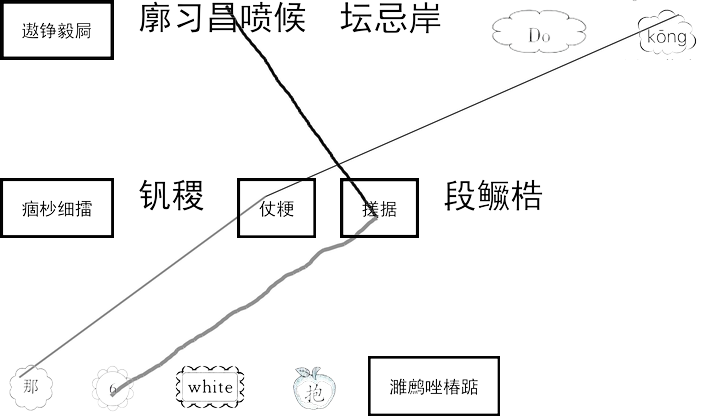 遨铮毅屙 廓习昌喷候 坛忌岸 Do kōng
痼杪细擂 钒稷 仗粳 搓据 段鳜梏
那 6 white 抱 濉鹧唑椿踮